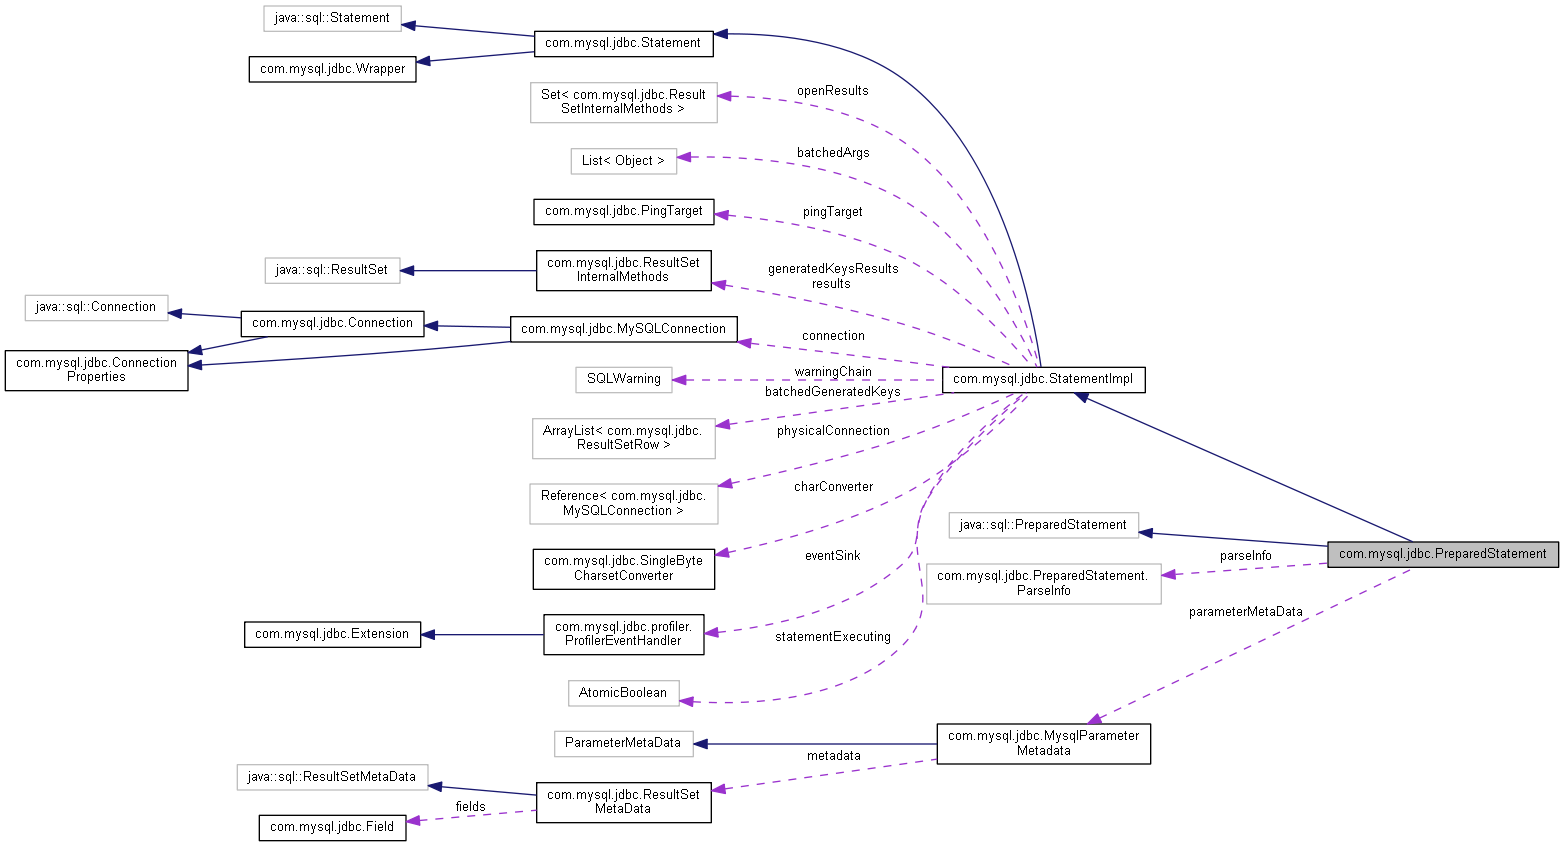 java::sql::Statement
com.mysql.jdbc.Statement
com.mysql.jdbc.Wrapper
Set< com.mysql.jdbc.Result
SetInternalMethods >
openResults
List< Object >
batchedArgs
com.mysql.jdbc.PingTarget
pingTarget
java::sql::ResultSet
com.mysql.jdbc.ResultSet
InternalMethods
generatedKeysResults
results
java::sql::Connection
com.mysql.jdbc.Connection
com.mysql.jdbc.MySQLConnection
connection
com.mysql.jdbc.Connection
Properties
SQLWarning
warningChain
com.mysql.jdbc.StatementImpl
batchedGeneratedKeys
ArrayList< com.mysql.jdbc.
ResultSetRow >
physicalConnection
Reference< com.mysql.jdbc.
MySQLConnection >
charConverter
java::sql::PreparedStatement
com.mysql.jdbc.PreparedStatement
com.mysql.jdbc.SingleByte
CharsetConverter
eventSink
parseInfo
com.mysql.jdbc.PreparedStatement.
ParseInfo
parameterMetaData
com.mysql.jdbc.Extension
com.mysql.jdbc.profiler.
ProfilerEventHandler
statementExecuting
AtomicBoolean
ParameterMetaData
com.mysql.jdbc.MysqlParameter
Metadata
metadata
java::sql::ResultSetMetaData
com.mysql.jdbc.ResultSet
MetaData
fields
com.mysql.jdbc.Field